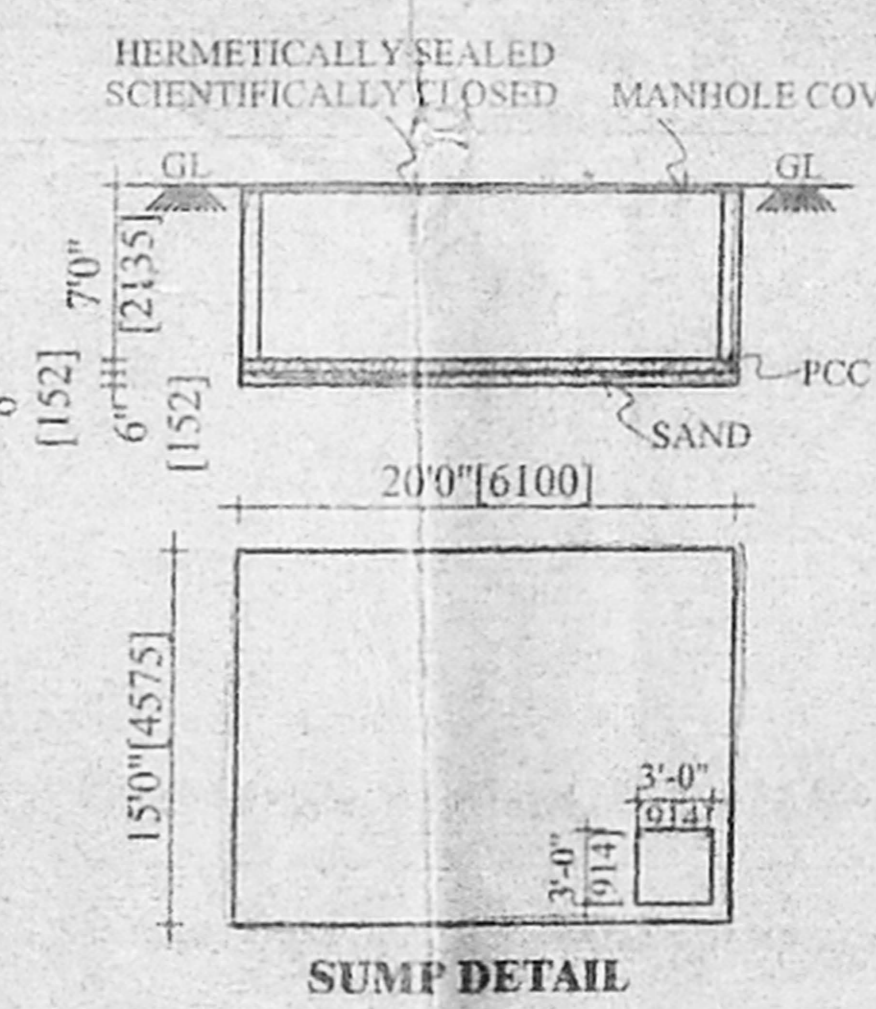 HERMETICALLY SEALED
SCIENTIFICALLY CLOSED
MANHOLE COV
GL
GL
7'0"
[2135]
[152]
6"
[152]
PCC
SAND
20'0"[6100]
15'0"[4575]
3'-0"
914
3'-0"
[914]
SUMP DETAIL